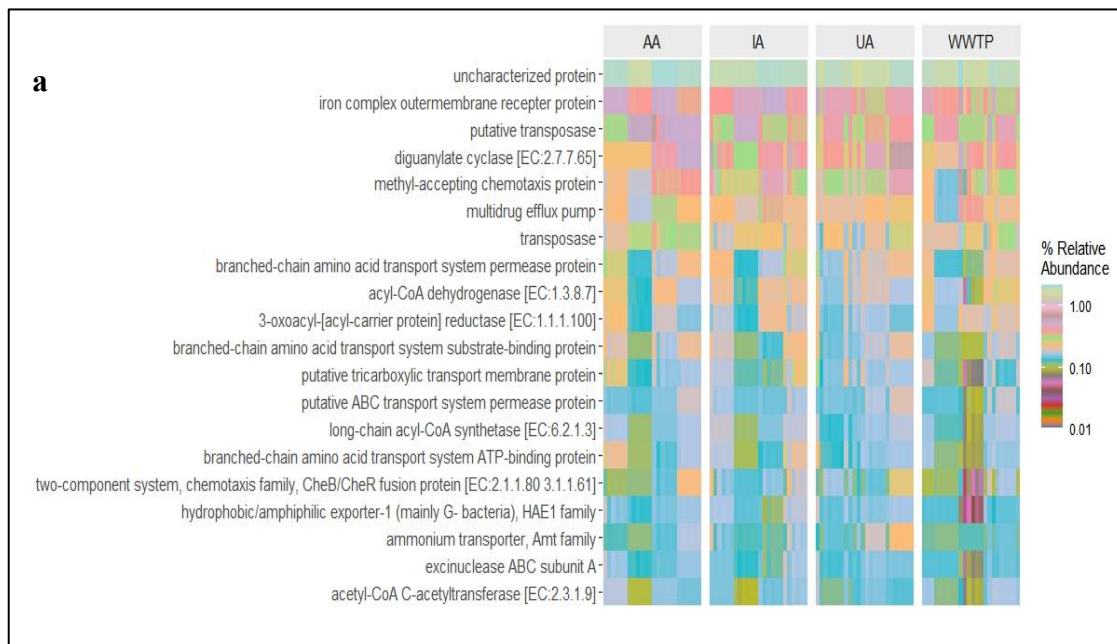 AA IA UA WWTP
a
uncharacterized protein
iron complex outermembrane recepter protein
putative transposase
diguanylate cyclase [EC:2.7.7.65]
methyl-accepting chemotaxis protein
multidrug efflux pump
transposase
branched-chain amino acid transport system permease protein
acyl-CoA dehydrogenase [EC:1.3.8.7]
3-oxoacyl-[acyl-carrier protein] reductase [EC:1.1.1.100]
branched-chain amino acid transport system substrate-binding protein
putative tricarboxylic transport membrane protein
putative ABC transport system permease protein
long-chain acyl-CoA synthetase [EC:6.2.1.3]
branched-chain amino acid transport system ATP-binding protein
two-component system, chemotaxis family, CheB/CheR fusion protein [EC:2.1.1.80 3.1.1.61]
hydrophobic/amphiphilic exporter-1 (mainly G- bacteria), HAE1 family
ammonium transporter, Amt family
excinuclease ABC subunit A
acetyl-CoA C-acetyltransferase [EC:2.3.1.9]
% Relative
Abundance
1.00
0.10
0.01